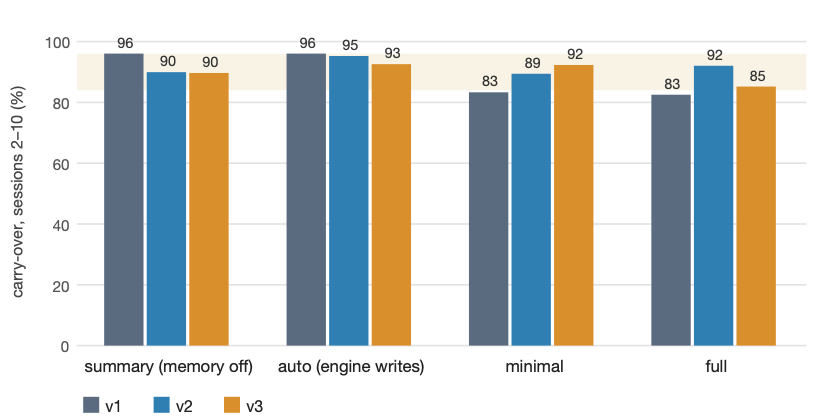 carry-over, sessions 2–10 (%)
100
80
60
40
20
0
96
90
90
96
95
93
83
89
92
83
92
85
summary (memory off)
auto (engine writes)
minimal
full
v1
v2
v3